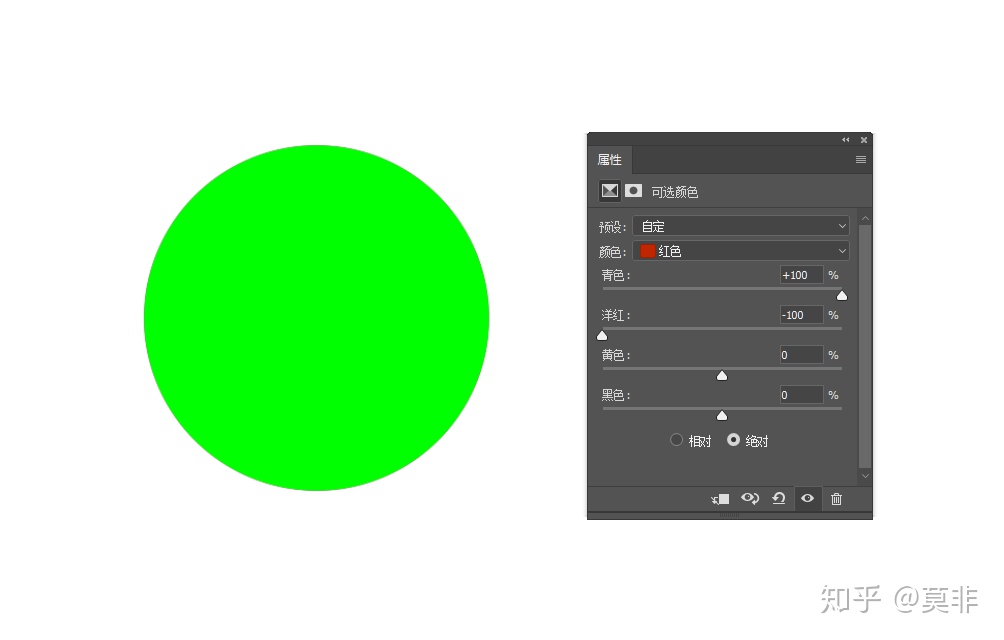 属性
可选颜色
预设: 自定
颜色: 红色
青色: +100 %
洋红: -100 %
黄色: 0 %
黑色: 0 %
相对 绝对
知乎 @莫非